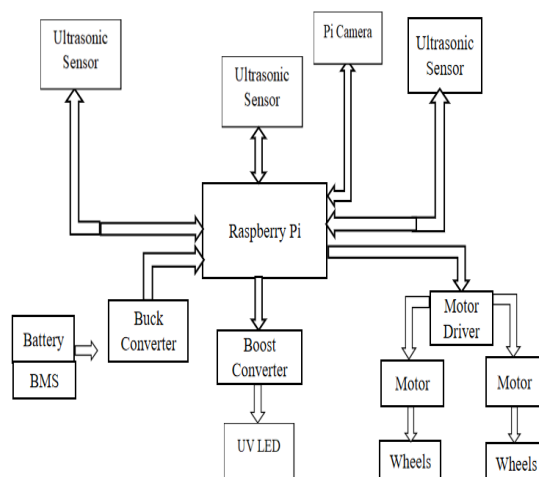 Ultrasonic
Sensor
Ultrasonic
Sensor
Pi Camera
Ultrasonic
Sensor
Raspberry Pi
Battery
BMS
Buck
Converter
Boost
Converter
UV LED
Motor
Driver
Motor
Motor
Wheels
Wheels